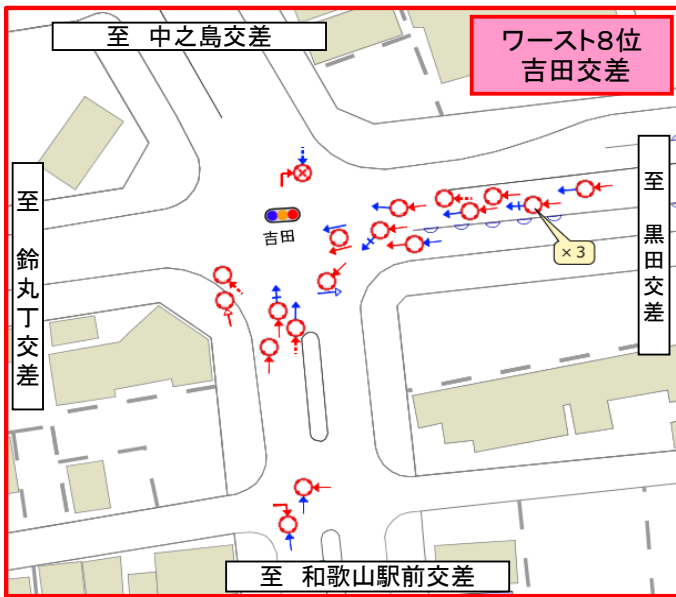 至　中之島交差
ワースト8位
吉田交差
至　鈴丸丁交差
至　黒田交差
吉田
×3
至　和歌山駅前交差